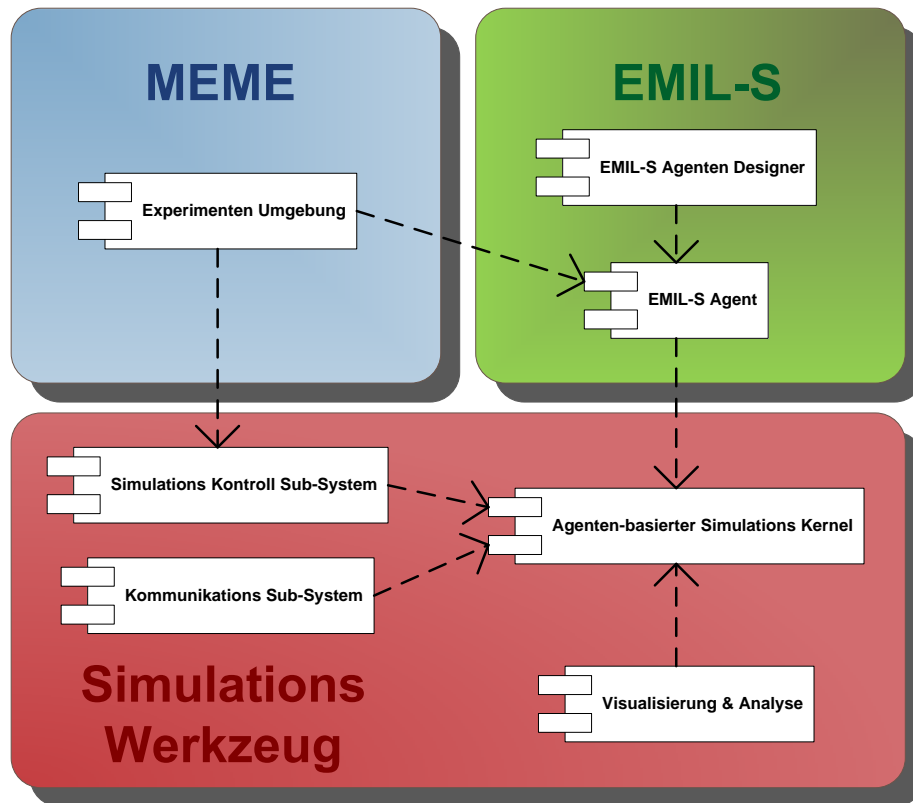 MEME
EMIL-S
EMIL-S Agenten Designer
Experimenten Umgebung
EMIL-S Agent
Simulations Kontroll Sub-System
Agenten-basierter Simulations Kernel
Kommunikations Sub-System
Simulations
Werkzeug
Visualisierung & Analyse